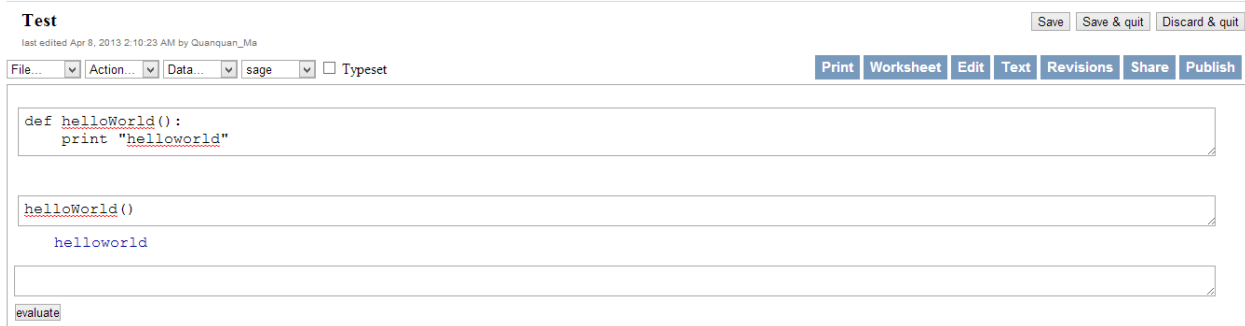 Test
Save Save & quit Discard & quit
last edited Apr 8, 2013 2:10:23 AM by Quanquan_Ma
File... Action... Data... sage Typeset
Print Worksheet Edit Text Revisions Share Publish
def helloWorld():
    print "helloworld"
helloWorld()
helloworld
evaluate